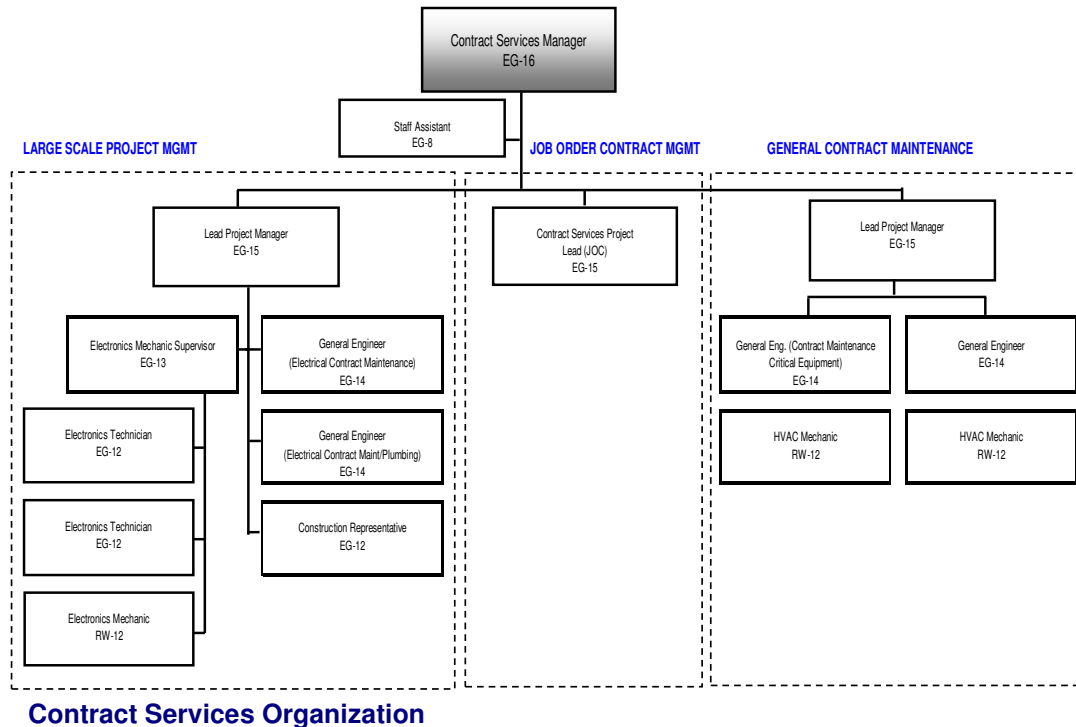 Contract Services Manager
EG-16
Staff Assistant
EG-8
LARGE SCALE PROJECT MGMT
JOB ORDER CONTRACT MGMT
GENERAL CONTRACT MAINTENANCE
Lead Project Manager
EG-15
Contract Services Project
Lead (JOC)
EG-15
Lead Project Manager
EG-15
Electronics Mechanic Supervisor
EG-13
General Engineer
(Electrical Contract Maintenance)
EG-14
General Eng. (Contract Maintenance
Critical Equipment)
EG-14
General Engineer
EG-14
Electronics Technician
EG-12
General Engineer
(Electrical Contract Maint/Plumbing)
EG-14
HVAC Mechanic
RW-12
HVAC Mechanic
RW-12
Electronics Technician
EG-12
Construction Representative
EG-12
Electronics Mechanic
RW-12
Contract Services Organization